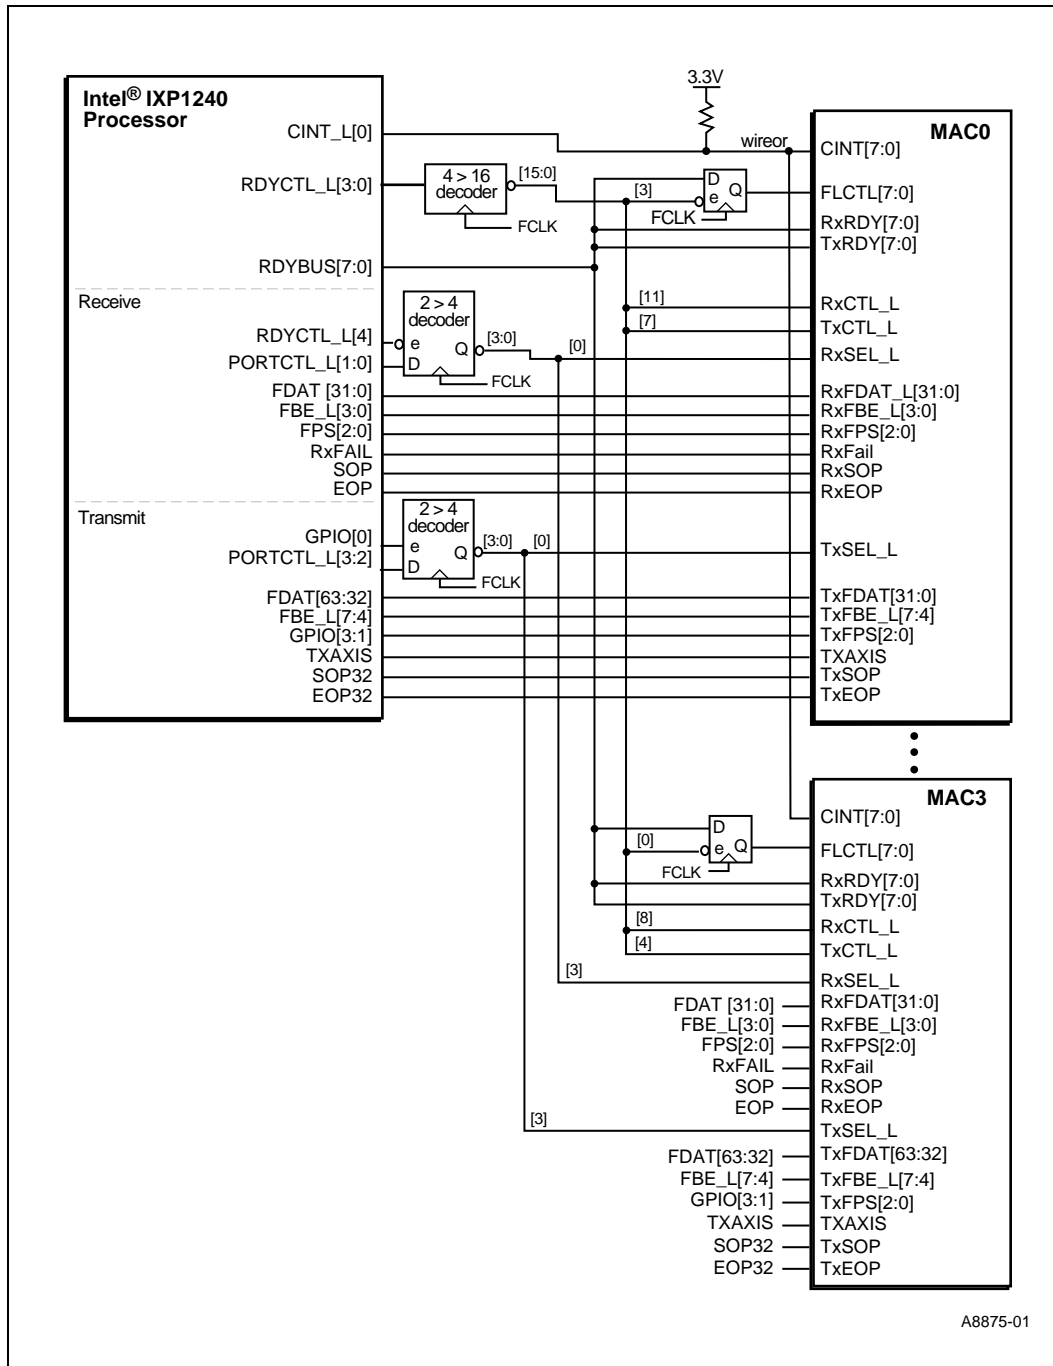 Intel® IXP1240
Processor
CINT_L[0]
RDYCTL_L[3:0]
RDYBUS[7:0]
Receive
RDYCTL_L[4]
PORTCTL_L[1:0]
FDAT [31:0]
FBE_L[3:0]
FPS[2:0]
RxFAIL
SOP
EOP
Transmit
GPIO[0]
PORTCTL_L[3:2]
FDAT[63:32]
FBE_L[7:4]
GPIO[3:1]
TXAXIS
SOP32
EOP32
4 > 16
decoder
[15:0]
FCLK
2 > 4
decoder
e
Q
D
[3:0]
FCLK
2 > 4
decoder
e
Q
D
[3:0]
[0]
FCLK
3.3V
wireor
[3]
D
Q
e
FCLK
[11]
[7]
[0]
MAC0
CINT[7:0]
FLCTL[7:0]
RxRDY[7:0]
TxRDY[7:0]
RxCTL_L
TxCTL_L
RxSEL_L
RxFDAT_L[31:0]
RxFBE_L[3:0]
RxFPS[2:0]
RxFail
RxSOP
RxEOP
TxSEL_L
TxFDAT[31:0]
TxFBE_L[7:4]
TxFPS[2:0]
TXAXIS
TxSOP
TxEOP
[0]
D
e
Q
FCLK
[8]
[4]
[3]
FDAT [31:0]
FBE_L[3:0]
FPS[2:0]
RxFAIL
SOP
EOP
[3]
FDAT[63:32]
FBE_L[7:4]
GPIO[3:1]
TXAXIS
SOP32
EOP32
MAC3
CINT[7:0]
FLCTL[7:0]
RxRDY[7:0]
TxRDY[7:0]
RxCTL_L
TxCTL_L
RxSEL_L
RxFDAT[31:0]
RxFBE_L[3:0]
RxFPS[2:0]
RxFail
RxSOP
RxEOP
TxSEL_L
TxFDAT[63:32]
TxFBE_L[7:4]
TxFPS[2:0]
TXAXIS
TxSOP
TxEOP
A8875-01